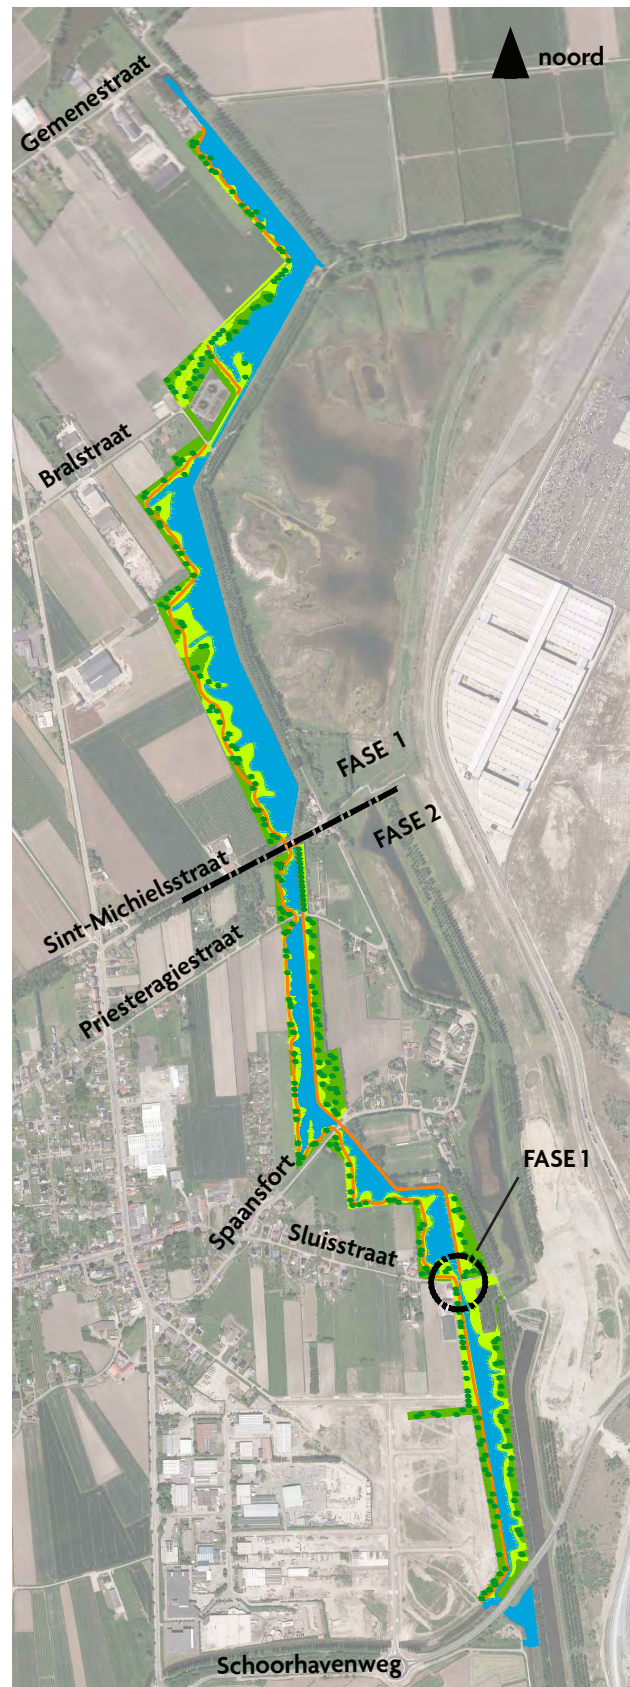 noord
Gemenestraat
Bralstraat
FASE 1
FASE 2
Sint-Michielsstraat
Priesteragiestraat
FASE 1
Spaansfort
Sluisstraat
Schoorhavenweg